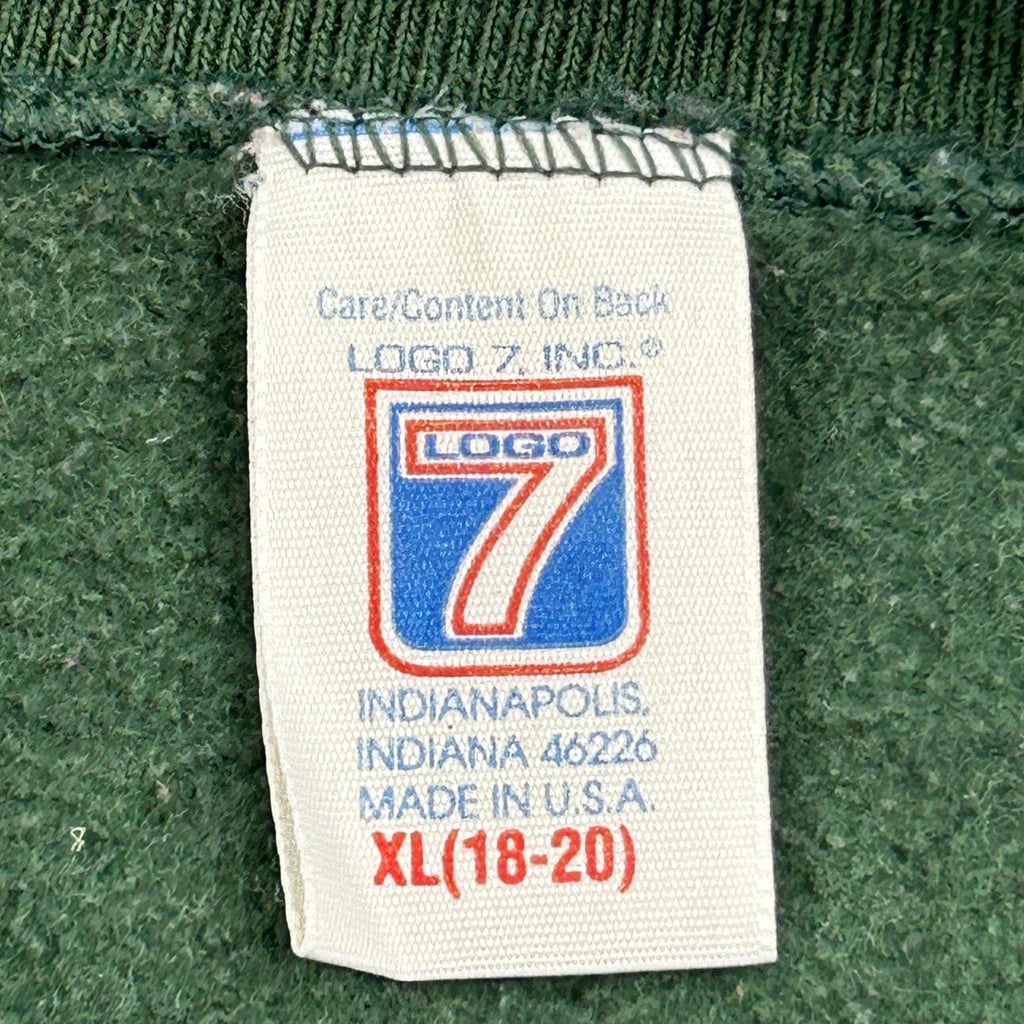 Care/Content On Back
LOGO 7, INC.®
LOGO
7
INDIANAPOLIS,
INDIANA 46226
MADE IN U.S.A.
XL(18-20)